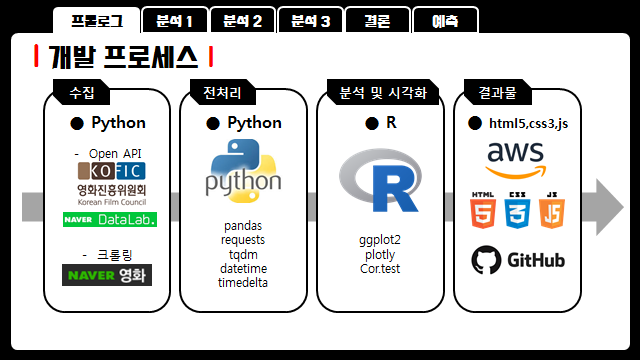 프롤로그
분석 1
분석 2
분석 3
결론
예측
개발 프로세스
수집
● Python
- Open API
KOFIC
영화진흥위원회
Korean Film Council
NAVER DataLab.
- 크롤링
NAVER 영화
전처리
● Python
python
pandas
requests
tqdm
datetime
timedelta
분석 및 시각화
● R
R
ggplot2
plotly
Cor.test
결과물
● html5,css3,js
aws
HTML CSS JS
5 3 JS
GitHub